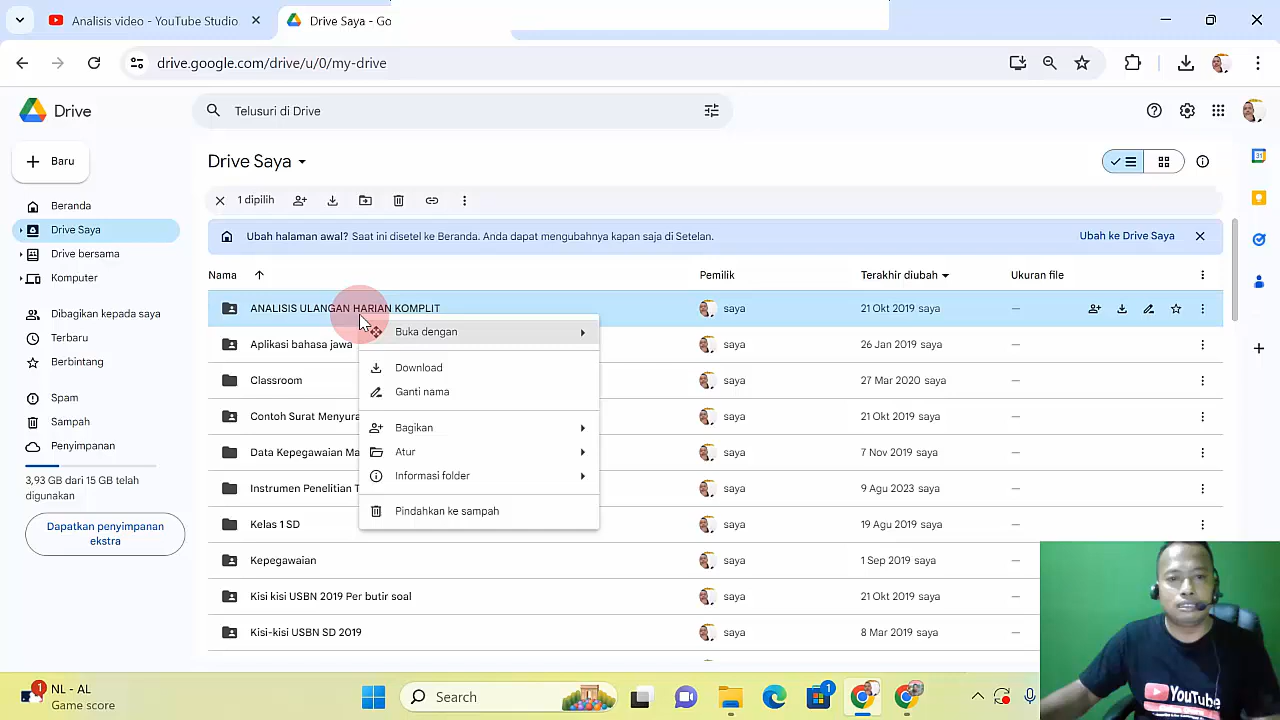 Analisis video - YouTube Studio
Drive Saya - Go
drive.google.com/drive/u/0/my-drive
Drive
Telusuri di Drive
Baru
Drive Saya
1 dipilih
Beranda
Drive Saya
Drive bersama
Komputer
Dibagikan kepada saya
Terbaru
Berbintang
Spam
Sampah
Penyimpanan
3,93 GB dari 15 GB telah
digunakan
Dapatkan penyimpanan
ekstra
Ubah halaman awal? Saat ini disetel ke Beranda. Anda dapat mengubahnya kapan saja di Setelan.
Ubah ke Drive Saya
Nama Pemilik Terakhir diubah Ukuran file
ANALISIS ULANGAN HARIAN KOMPLIT saya 21 Okt 2019 saya —
Aplikasi bahasa jawa saya 26 Jan 2019 saya —
Classroom saya 27 Mar 2020 saya —
Contoh Surat Menyura saya 21 Okt 2019 saya —
Data Kepegawaian Ma saya 7 Nov 2019 saya —
Instrumen Penelitian T saya 9 Agu 2023 saya —
Kelas 1 SD saya 19 Agu 2019 saya —
Kepegawaian saya 1 Sep 2019 saya —
Kisi kisi USBN 2019 Per butir soal saya 21 Okt 2019 saya —
Kisi-kisi USBN SD 2019 saya 8 Mar 2019 saya —
Buka dengan
Download
Ganti nama
Bagikan
Atur
Informasi folder
Pindahkan ke sampah
31
YouTube
1
NL - AL
Game score
Search
1